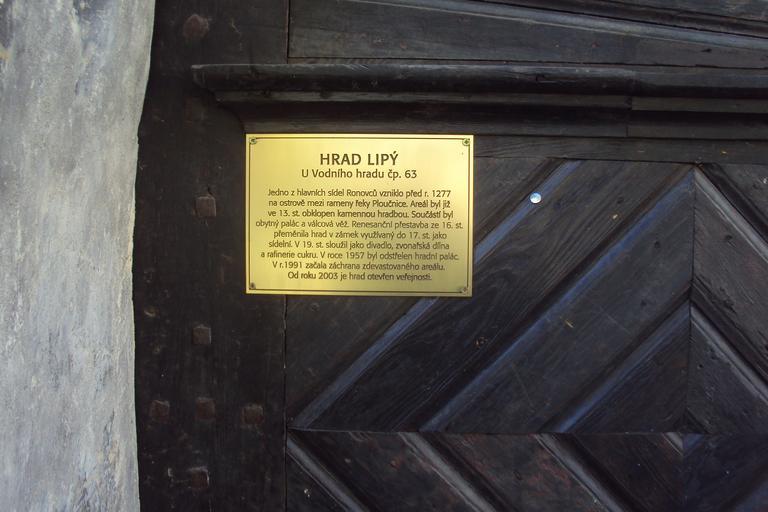 HRAD LIPÝ
U Vodního hradu čp. 63
Jedno z hlavních sídel Ronovců vzniklo před r. 1277
na ostrově mezi rameny řeky Ploučnice. Areál byl již
ve 13. st. obklopen kamennou hradbou. Součástí byl
obytný palác a válcová věž. Renesanční přestavba ze 16. st.
přeměnila hrad v zámek využívaný do 17. st. jako
sídelní. V 19. st. sloužil jako divadlo, zvonařská dílna
a rafinerie cukru. V roce 1957 byl odstřelen hradní palác.
V r.1991 začala záchrana zdevastovaného areálu.
Od roku 2003 je hrad otevřen veřejnosti.